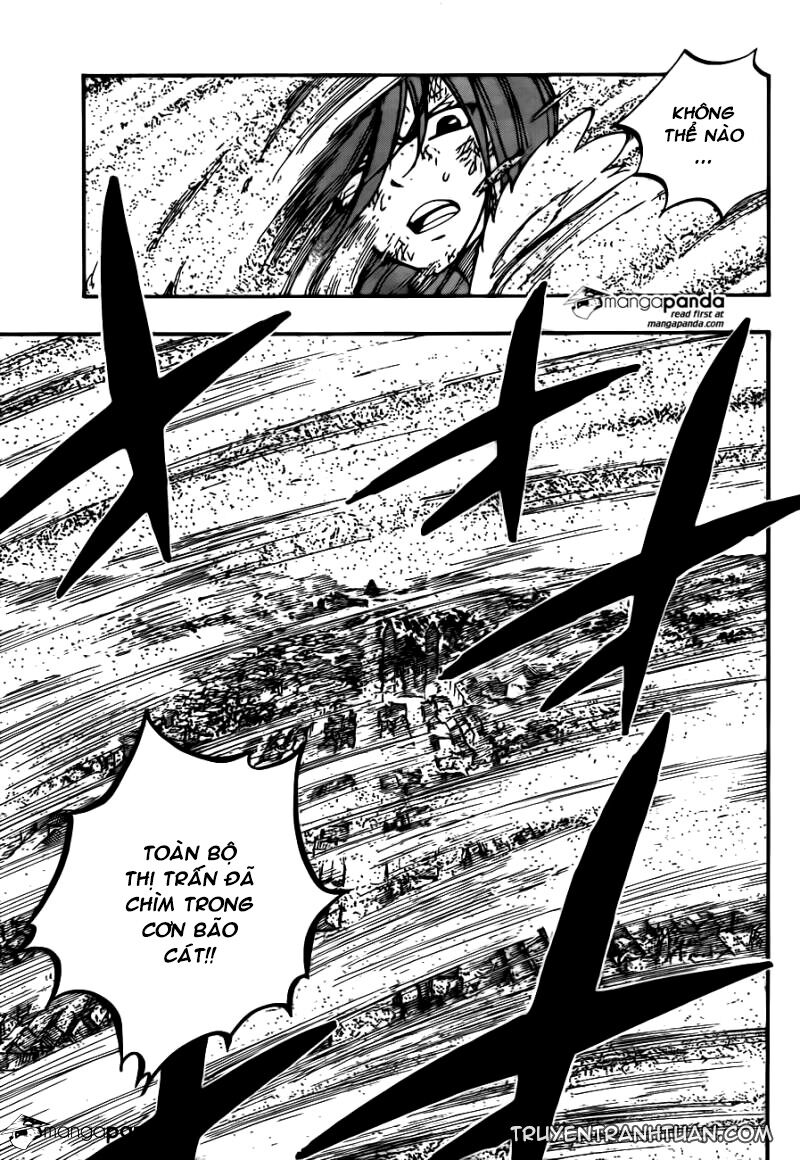 KHÔNG
THỂ NÀO
...
mangapanda
read first at
mangapanda.com
TOÀN BỘ
THỊ TRẤN ĐÃ
CHÌM TRONG
CƠN BÃO
CÁT!!
mangapanda
TRUYENTRANHTUAN.COM